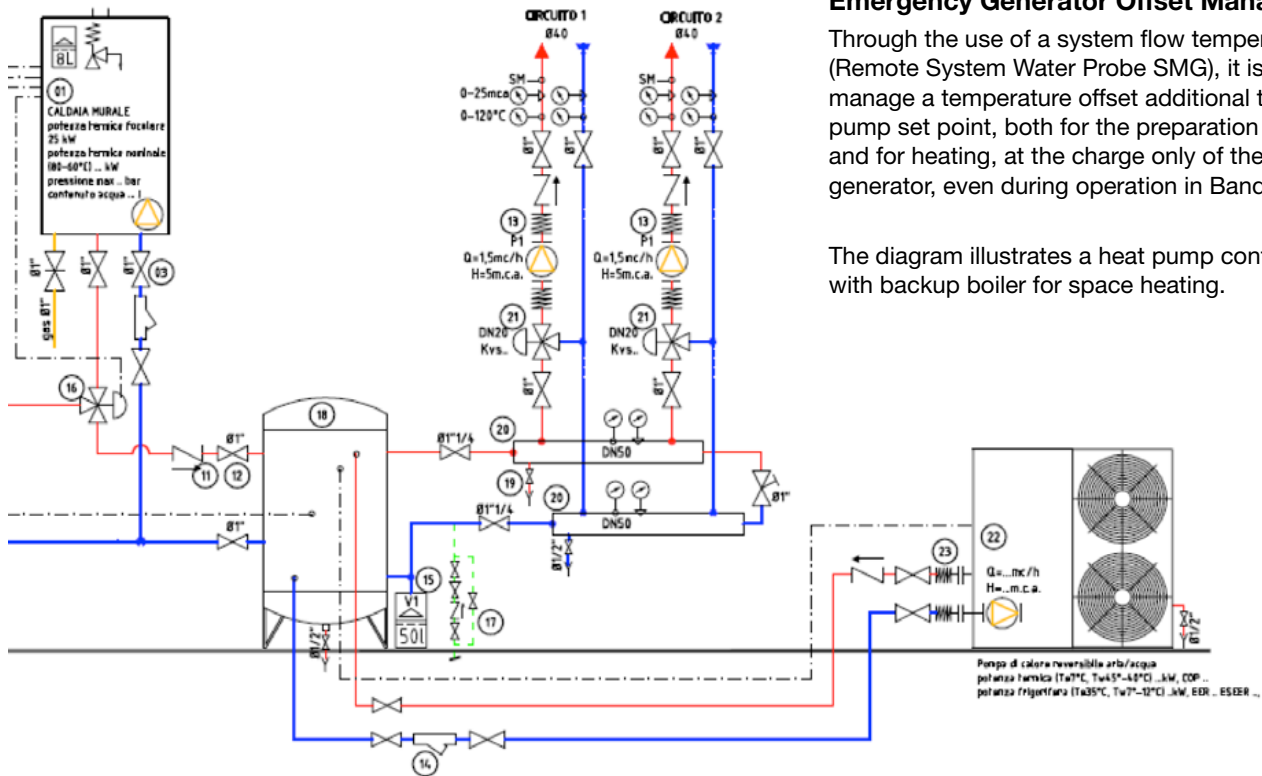 Emergency Generator Offset Mana
Through the use of a system flow temper
(Remote System Water Probe SMG), it is
manage a temperature offset additional t
pump set point, both for the preparation
and for heating, at the charge only of the
generator, even during operation in Banc
The diagram illustrates a heat pump cont
with backup boiler for space heating.
CIRCUITO 1
Ø40
CIRCUITO 2
Ø40
SM
0-25mca
0-120°C
SM
Ø1"
Ø1"
Ø1"
Ø1"
8L
01
CALDAIA MURALE
potenza termica focolare
25 kW
potenza termica nominale
(80-60°C) ... kW
pressione max .. bar
contenuto acqua ... l
Ø1"
Ø1"
Ø1"
03
gas Ø1"
13
P1
Q=1,5mc/h
H=5m.c.a.
13
P1
Q=1,5mc/h
H=5m.c.a.
21
DN20
Kvs..
21
DN20
Kvs..
Ø1"
Ø1"
16
11
Ø1"
12
18
Ø1"1/4
20
DN50
19
Ø1"
Ø1"
Ø1"1/4
20
DN50
Ø1/2"
15
V1
50l
17
Ø1/2"
14
22
Q=...mc/h
H=..m.c.a.
23
Ø1/2"
Pompa di calore reversibile aria/acqua
potenza termica (Ta7°C, Tw45°-40°C) ..kW, COP ..
potenza frigorifera (Ta35°C, Tw7°-12°C) ..kW, EER .. ESEER ..,